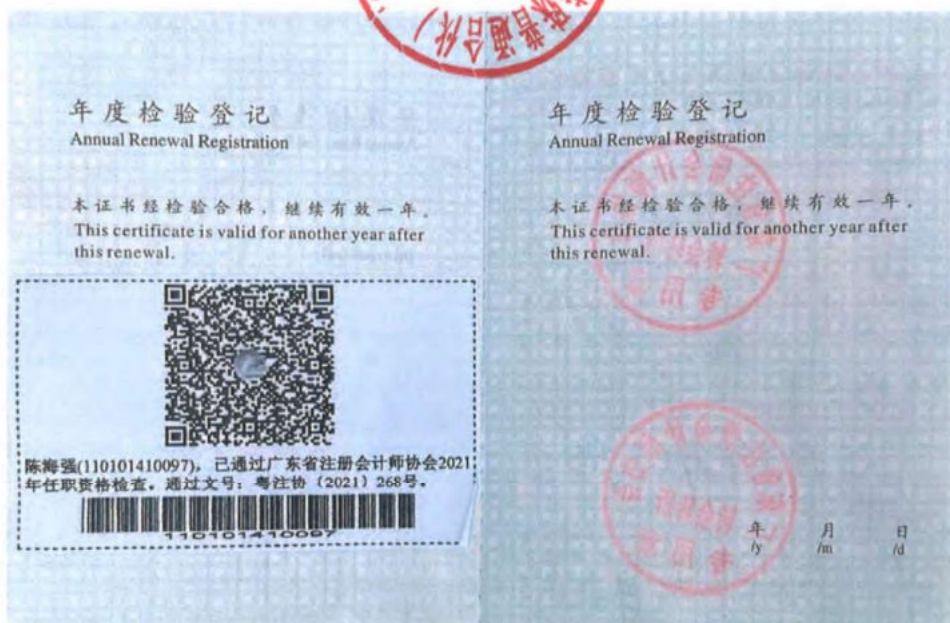 普通合伙）
年度检验登记
Annual Renewal Registration
本证书经检验合格，继续有效一年。
This certificate is valid for another year after
this renewal.
陈海强(110101410097)，已通过广东省注册会计师协会2021
年任职资格检查。通过文号：粤注协〔2021〕268号。
110101410097
年度检验登记
Annual Renewal Registration
本证书经检验合格，继续有效一年。
This certificate is valid for another year after
this renewal.
年 月 日
/y /m /d